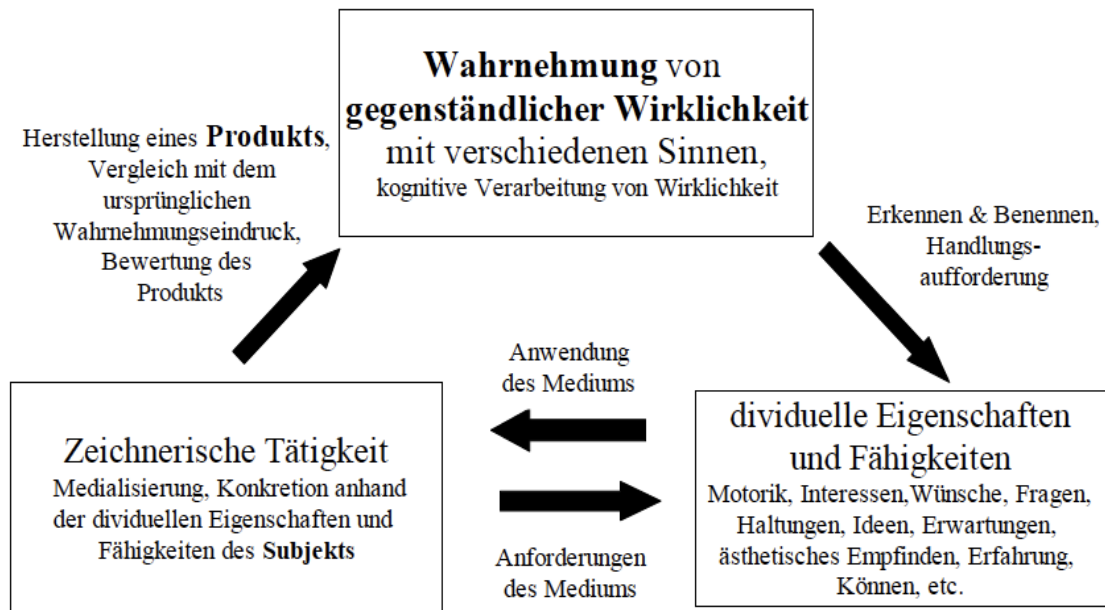 Wahrnehmung von
gegenständlicher Wirklichkeit
mit verschiedenen Sinnen,
kognitive Verarbeitung von Wirklichkeit
Herstellung eines Produkts,
Vergleich mit dem
ursprünglichen
Wahrnehmungseindruck,
Bewertung des
Produkts
Erkennen & Benennen,
Handlungs-
aufforderung
Anwendung
des Mediums
Zeichnerische Tätigkeit
Medialisierung, Konkretion anhand
der dividuellen Eigenschaften und
Fähigkeiten des Subjekts
dividuelle Eigenschaften
und Fähigkeiten
Motorik, Interessen,Wünsche, Fragen,
Haltungen, Ideen, Erwartungen,
ästhetisches Empfinden, Erfahrung,
Können, etc.
Anforderungen
des Mediums